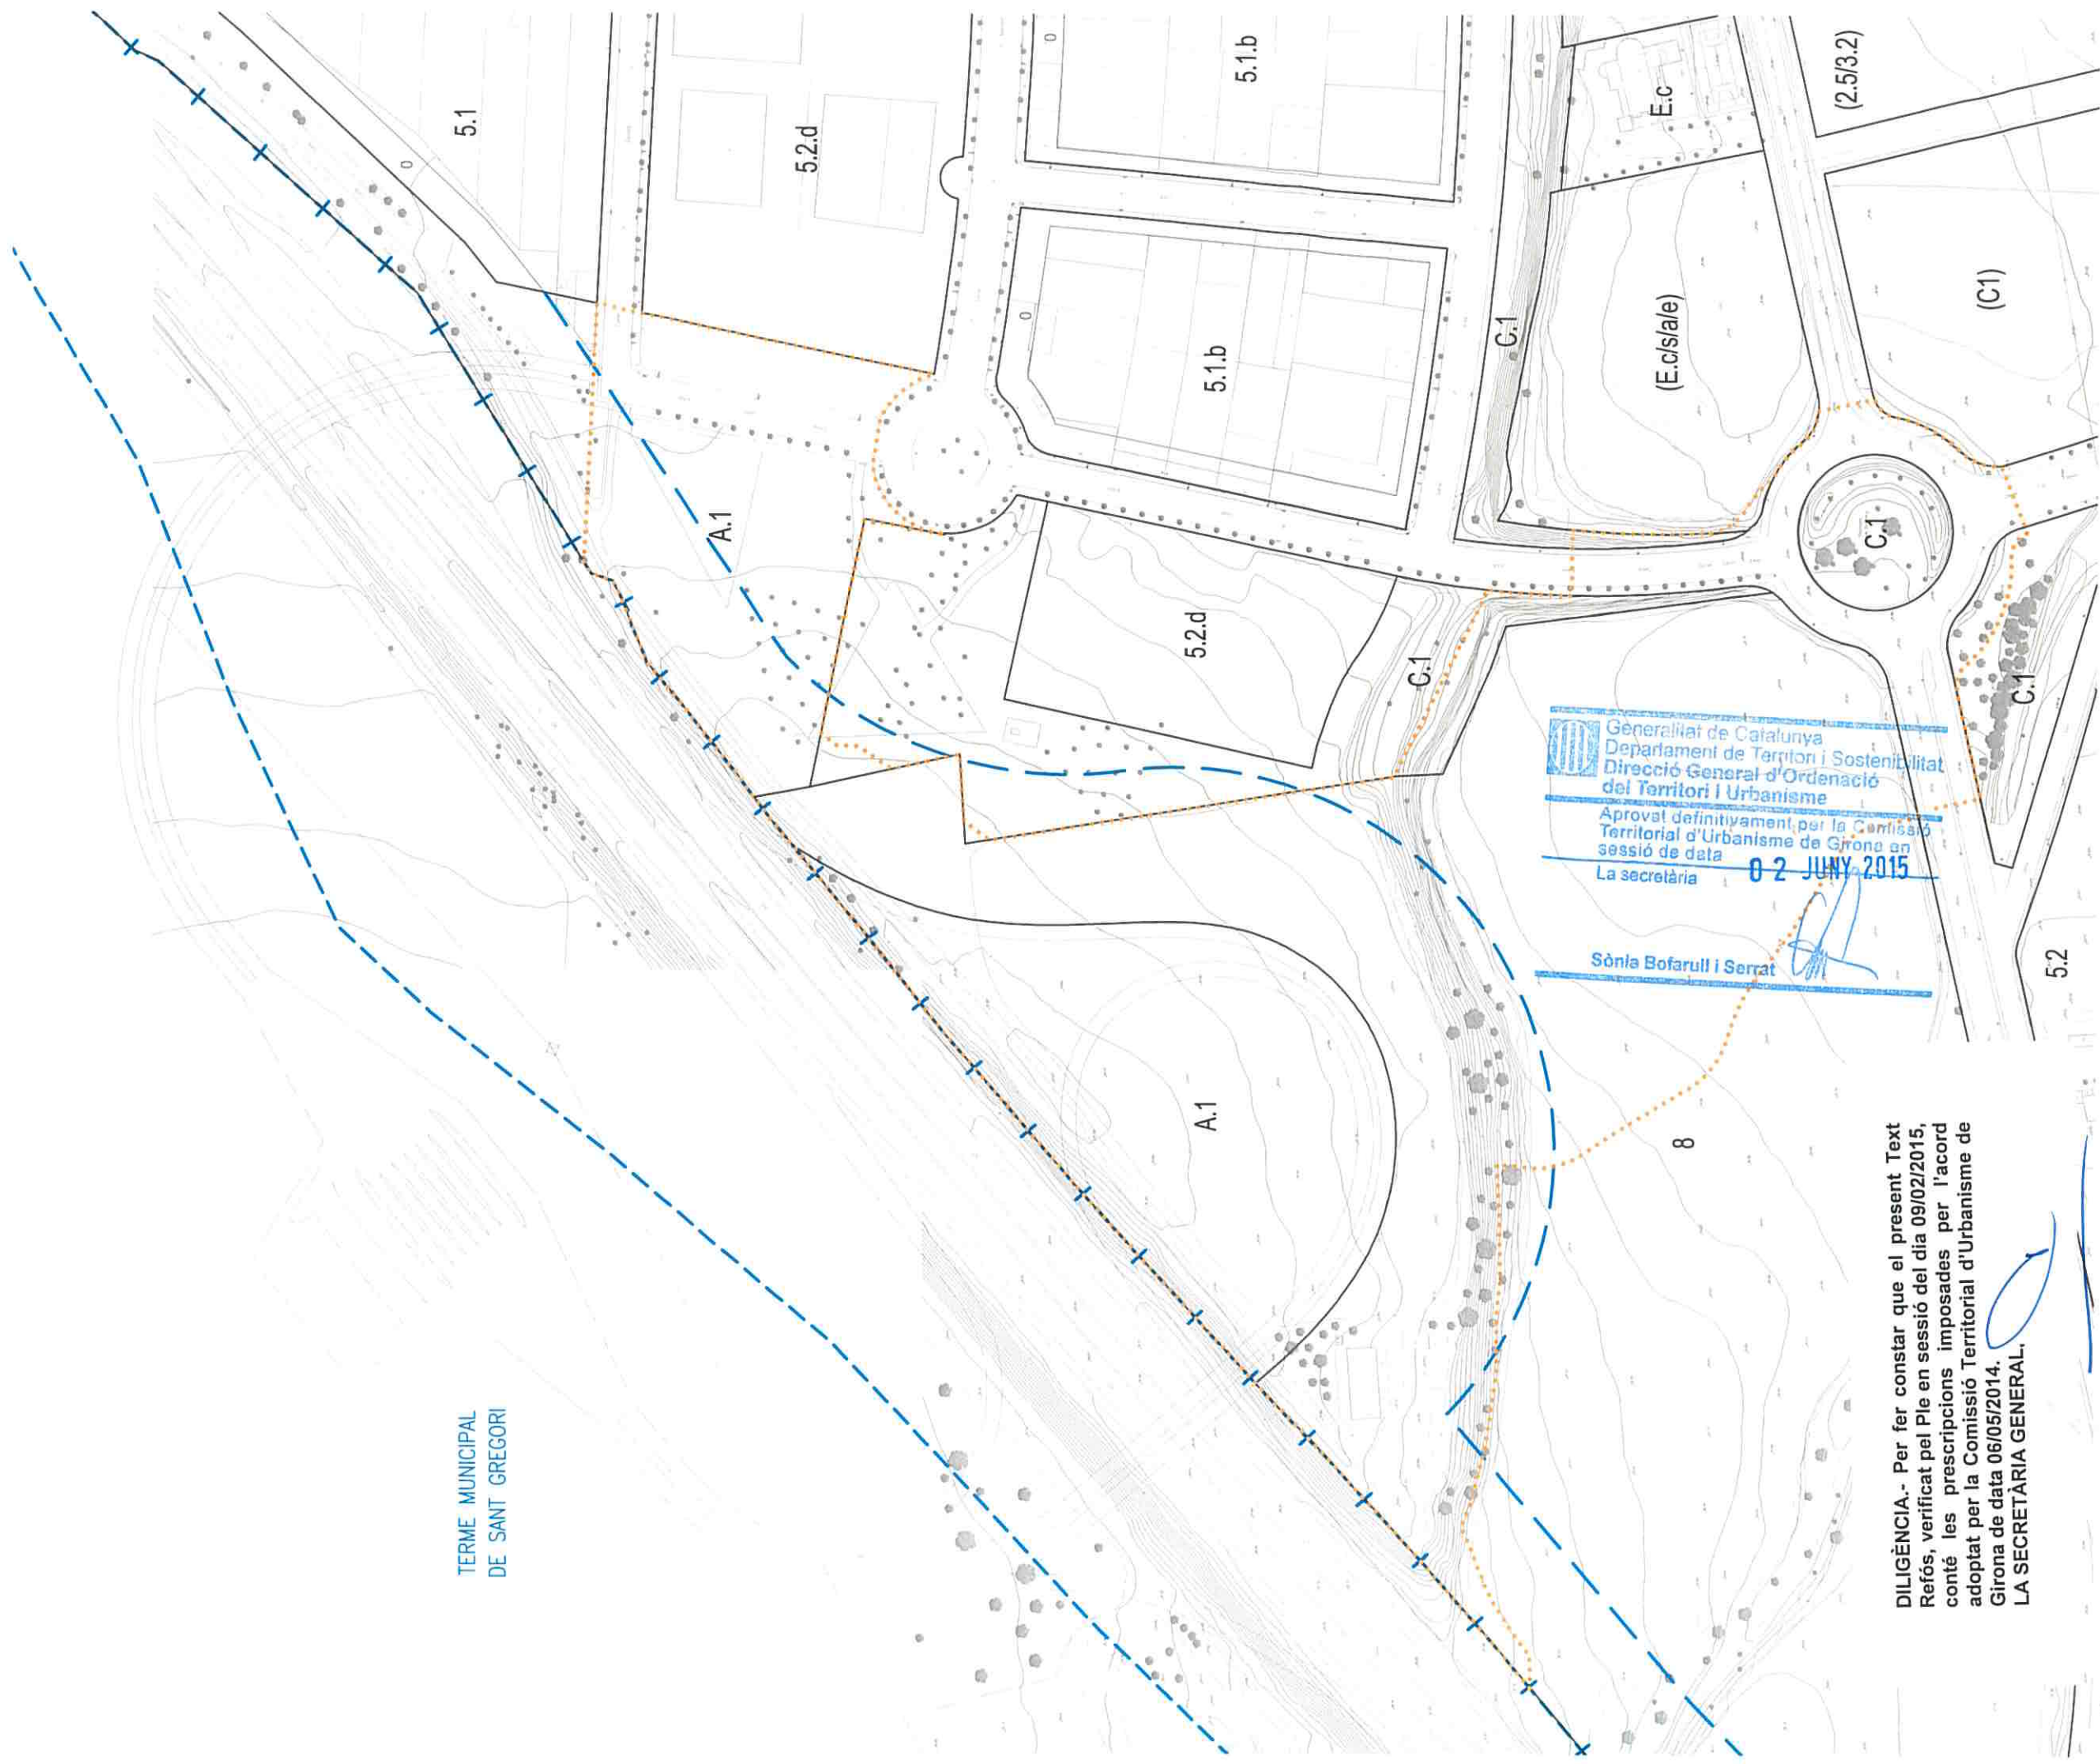 TERME MUNICIPAL
DE SANT GREGORI
5.1
0
5.2.d
0
5.1.b
E.c
(2.5/3.2)
A.1
0
5.1.b
C.1
(E.c/s/a/e)
(C1)
5.2.d
C.1
C.1
C.1
A.1
8
5.2
Generalitat de Catalunya
Departament de Territori i Sostenibilitat
Direcció General d'Ordenació
del Territori i Urbanisme
Aprovat definitivament per la Comissió
Territorial d'Urbanisme de Girona en
sessió de data 02 JUNY 2015
La secretària
Sònia Bofarull i Serrat
DILIGÈNCIA.- Per fer constar que el present Text
Refós, verificat pel Ple en sessió del dia 09/02/2015,
conté les prescripcions imposades per l'acord
adoptat per la Comissió Territorial d'Urbanisme de
Girona de data 06/05/2014.
LA SECRETÀRIA GENERAL,